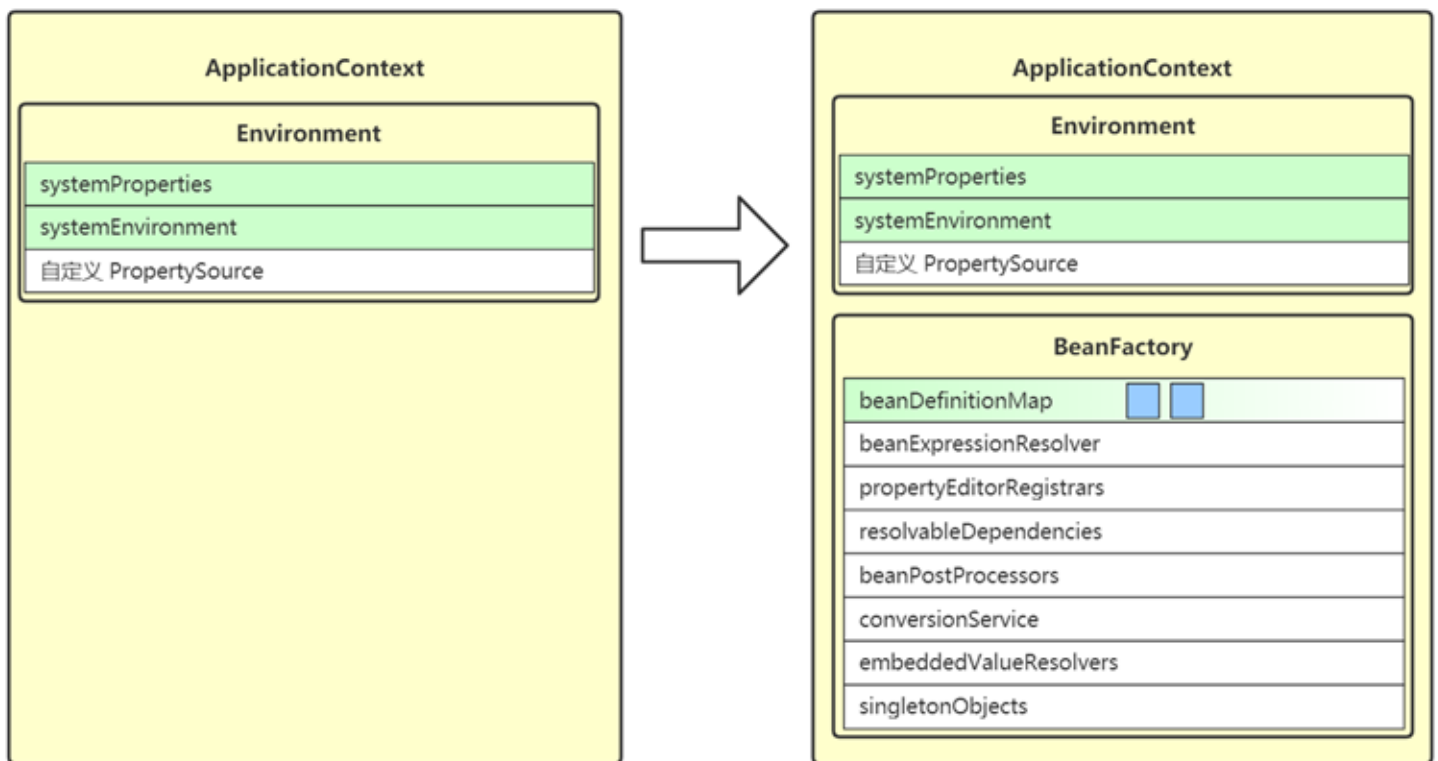 ApplicationContext
Environment
systemProperties
systemEnvironment
自定义 PropertySource
ApplicationContext
Environment
systemProperties
systemEnvironment
自定义 PropertySource
BeanFactory
beanDefinitionMap
beanExpressionResolver
propertyEditorRegistrars
resolvableDependencies
beanPostProcessors
conversionService
embeddedValueResolvers
singletonObjects